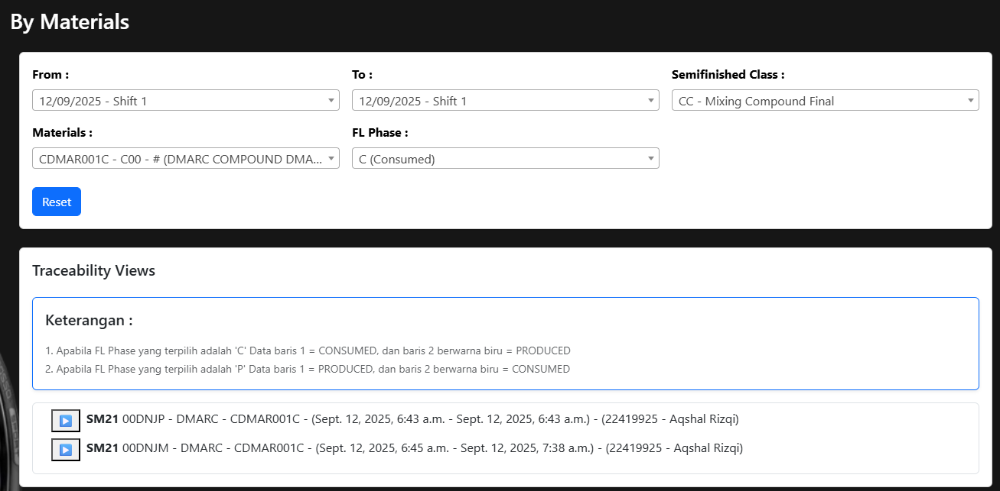 By Materials
From :
To :
Semifinished Class :
12/09/2025 - Shift 1
12/09/2025 - Shift 1
CC - Mixing Compound Final
Materials :
FL Phase :
CDMAR001C - C00 - # (DMARC COMPOUND DMA...
C (Consumed)
Reset
Traceability Views
Keterangan :
1. Apabila FL Phase yang terpilih adalah 'C' Data baris 1 = CONSUMED, dan baris 2 berwarna biru = PRODUCED
2. Apabila FL Phase yang terpilih adalah 'P' Data baris 1 = PRODUCED, dan baris 2 berwarna biru = CONSUMED
SM21 00DNJP - DMARC - CDMAR001C - (Sept. 12, 2025, 6:43 a.m. - Sept. 12, 2025, 6:43 a.m.) - (22419925 - Aqshal Rizqi)
SM21 00DNJM - DMARC - CDMAR001C - (Sept. 12, 2025, 6:45 a.m. - Sept. 12, 2025, 7:38 a.m.) - (22419925 - Aqshal Rizqi)